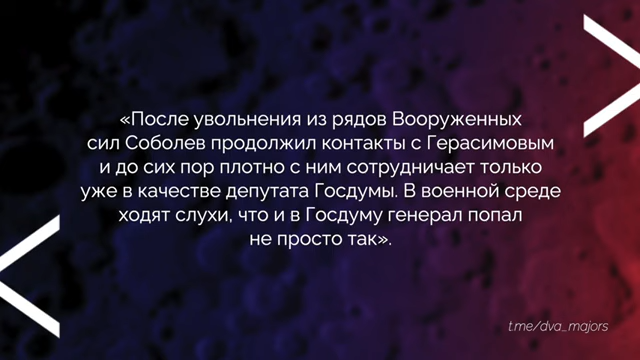 «После увольнения из рядов Вооруженных
сил Соболев продолжил контакты с Герасимовым
и до сих пор плотно с ним сотрудничает только
уже в качестве депутата Госдумы. В военной среде
ходят слухи, что и в Госдуму генерал попал
не просто так».
t.me/dva_majors